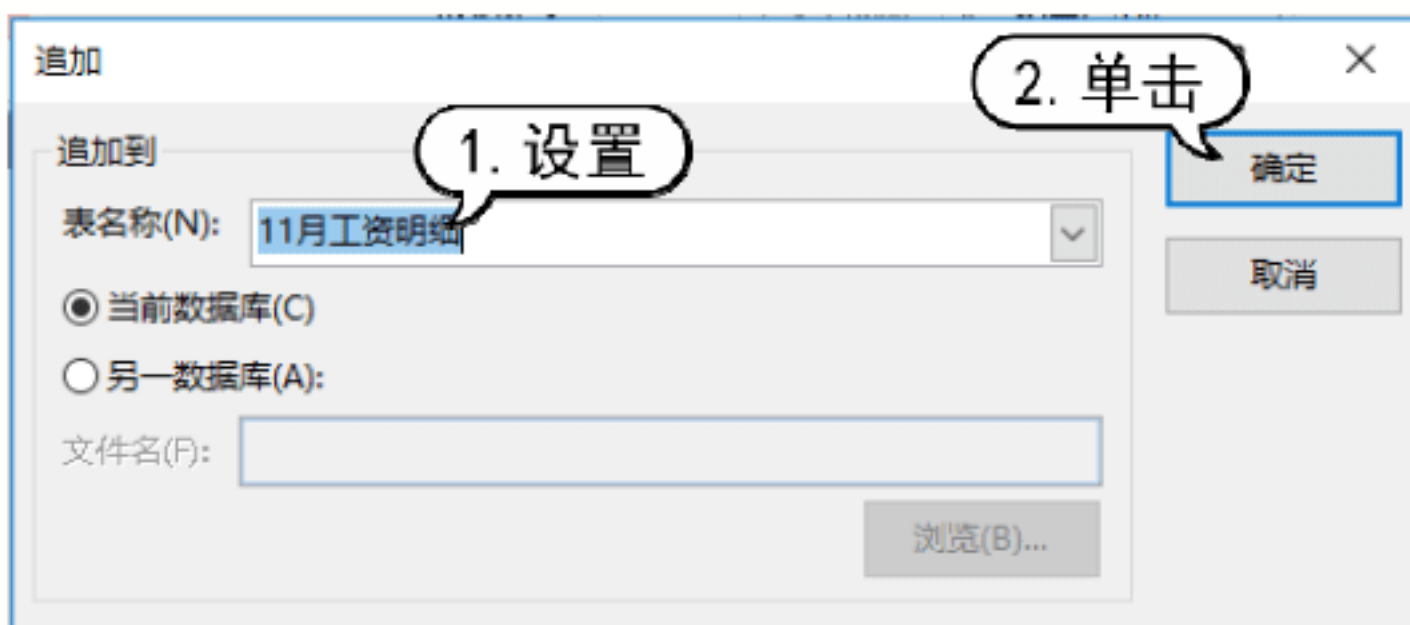 追加
2. 单击
追加到
1. 设置
确定
表名称(N):
11月工资明细
取消
当前数据库(C)
另一数据库(A):
文件名(F):
浏览(B)...